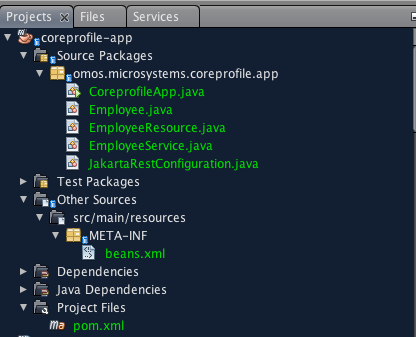 Projects Files Services
coreprofile-app
Source Packages
omos.microsystems.coreprofile.app
CoreprofileApp.java
Employee.java
EmployeeResource.java
EmployeeService.java
JakartaRestConfiguration.java
Test Packages
Other Sources
src/main/resources
META-INF
beans.xml
Dependencies
Java Dependencies
Project Files
pom.xml